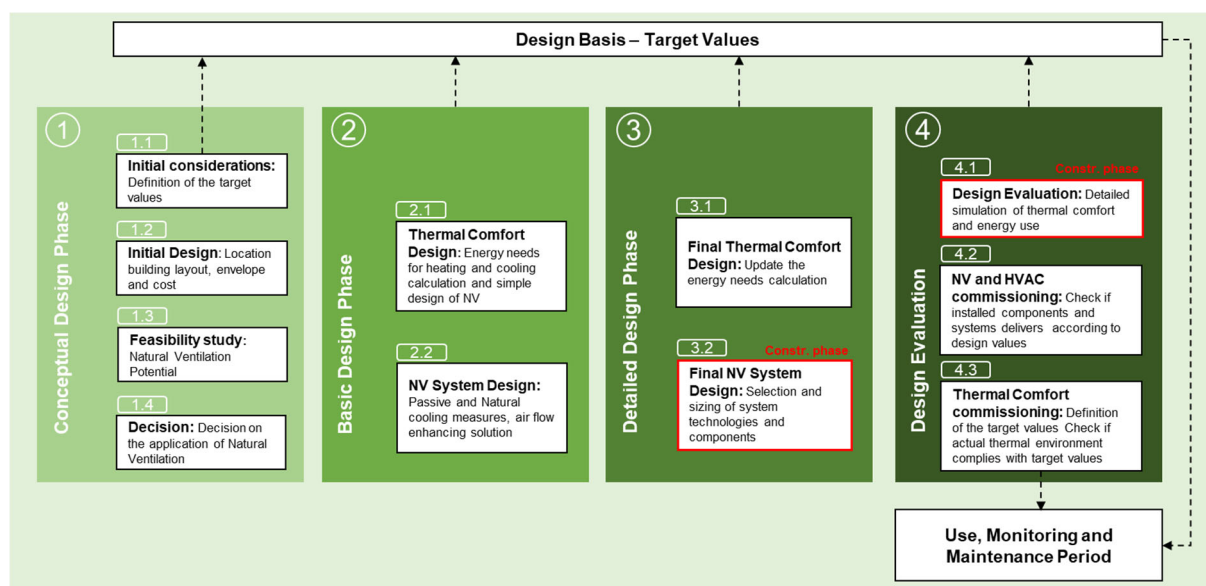 Design Basis – Target Values
1
Conceptual Design Phase
1.1
Initial considerations:
Definition of the target
values
1.2
Initial Design: Location
building layout, envelope
and cost
1.3
Feasibility study:
Natural Ventilation
Potential
1.4
Decision: Decision on
the application of Natural
Ventilation
2
Basic Design Phase
2.1
Thermal Comfort
Design: Energy needs
for heating and cooling
calculation and simple
design of NV
2.2
NV System Design:
Passive and Natural
cooling measures, air flow
enhancing solution
3
Detailed Design Phase
3.1
Final Thermal Comfort
Design: Update the
energy needs calculation
3.2
Constr. phase
Final NV System
Design: Selection and
sizing of system
technologies and
components
4
Design Evaluation
4.1
Constr. phase
Design Evaluation: Detailed
simulation of thermal comfort
and energy use
4.2
NV and HVAC
commissioning: Check if
installed components and
systems delivers according to
design values
4.3
Thermal Comfort
commissioning: Definition
of the target values Check if
actual thermal environment
complies with target values
Use, Monitoring and
Maintenance Period